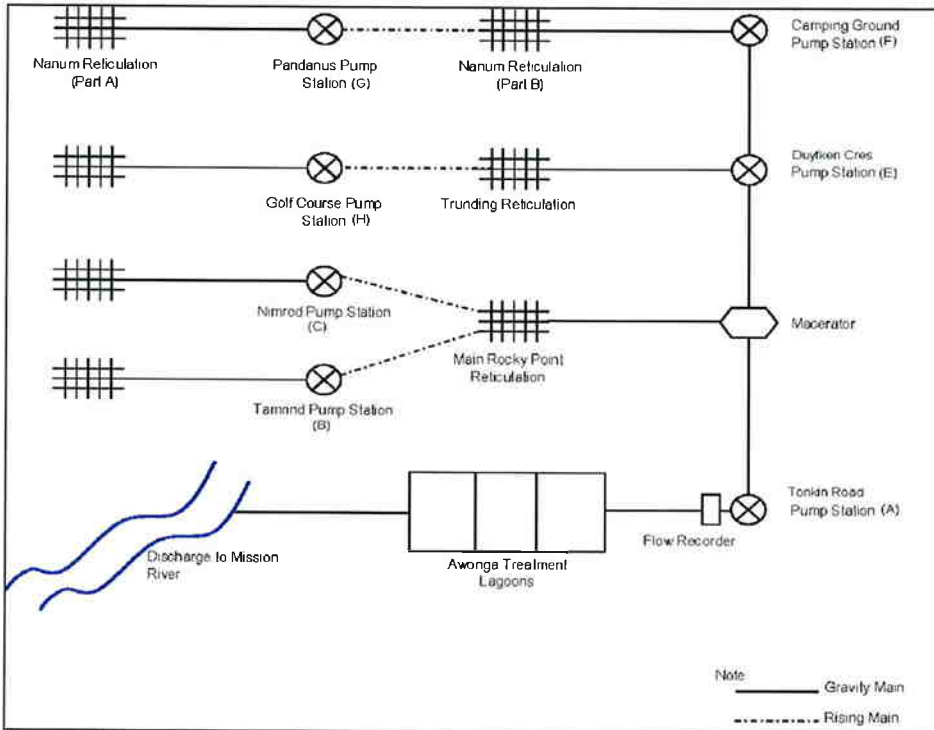 Nanum Reticulation
(Part A)
Pandanus Pump
Station (G)
Nanum Reticulation
(Part B)
Camping Ground
Pump Station (F)
Golf Course Pump
Station (H)
Trunding Reticulation
Duyfken Cres
Pump Station (E)
Nimrod Pump Station
(C)
Main Rocky Point
Reticulation
Macerator
Tamrind Pump Station
(B)
Discharge to Mission
River
Awonga Treatment
Lagoons
Flow Recorder
Tonkin Road
Pump Station (A)
Note
Gravity Main
Rising Main